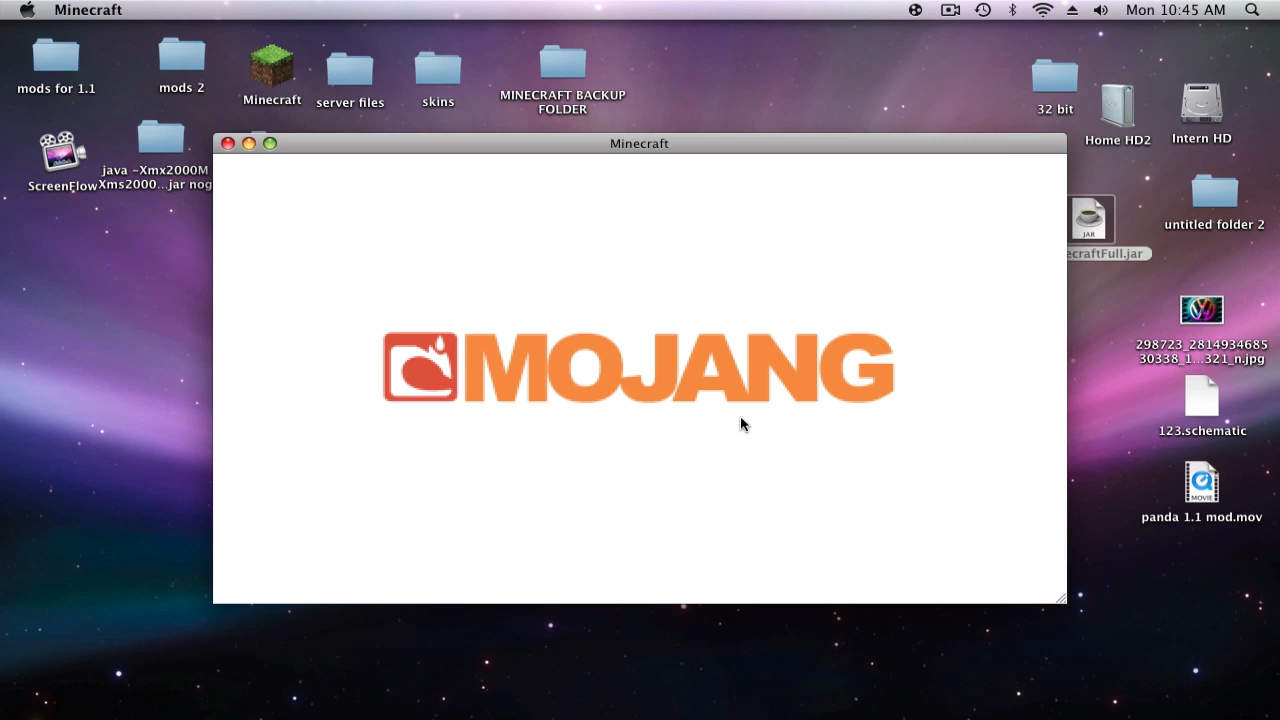 Minecraft
Mon 10:45 AM
mods for 1.1
mods 2
Minecraft
server files
skins
MINECRAFT BACKUP
FOLDER
32 bit
Home HD2
Intern HD
ScreenFlow
java -Xmx2000M
Xms2000...jar nog
Minecraft
untitled folder 2
JAR
ecraftFull.jar
MOJANG
298723_2814934685
30338_1...321_n.jpg
123.schematic
MOVIE
panda 1.1 mod.mov